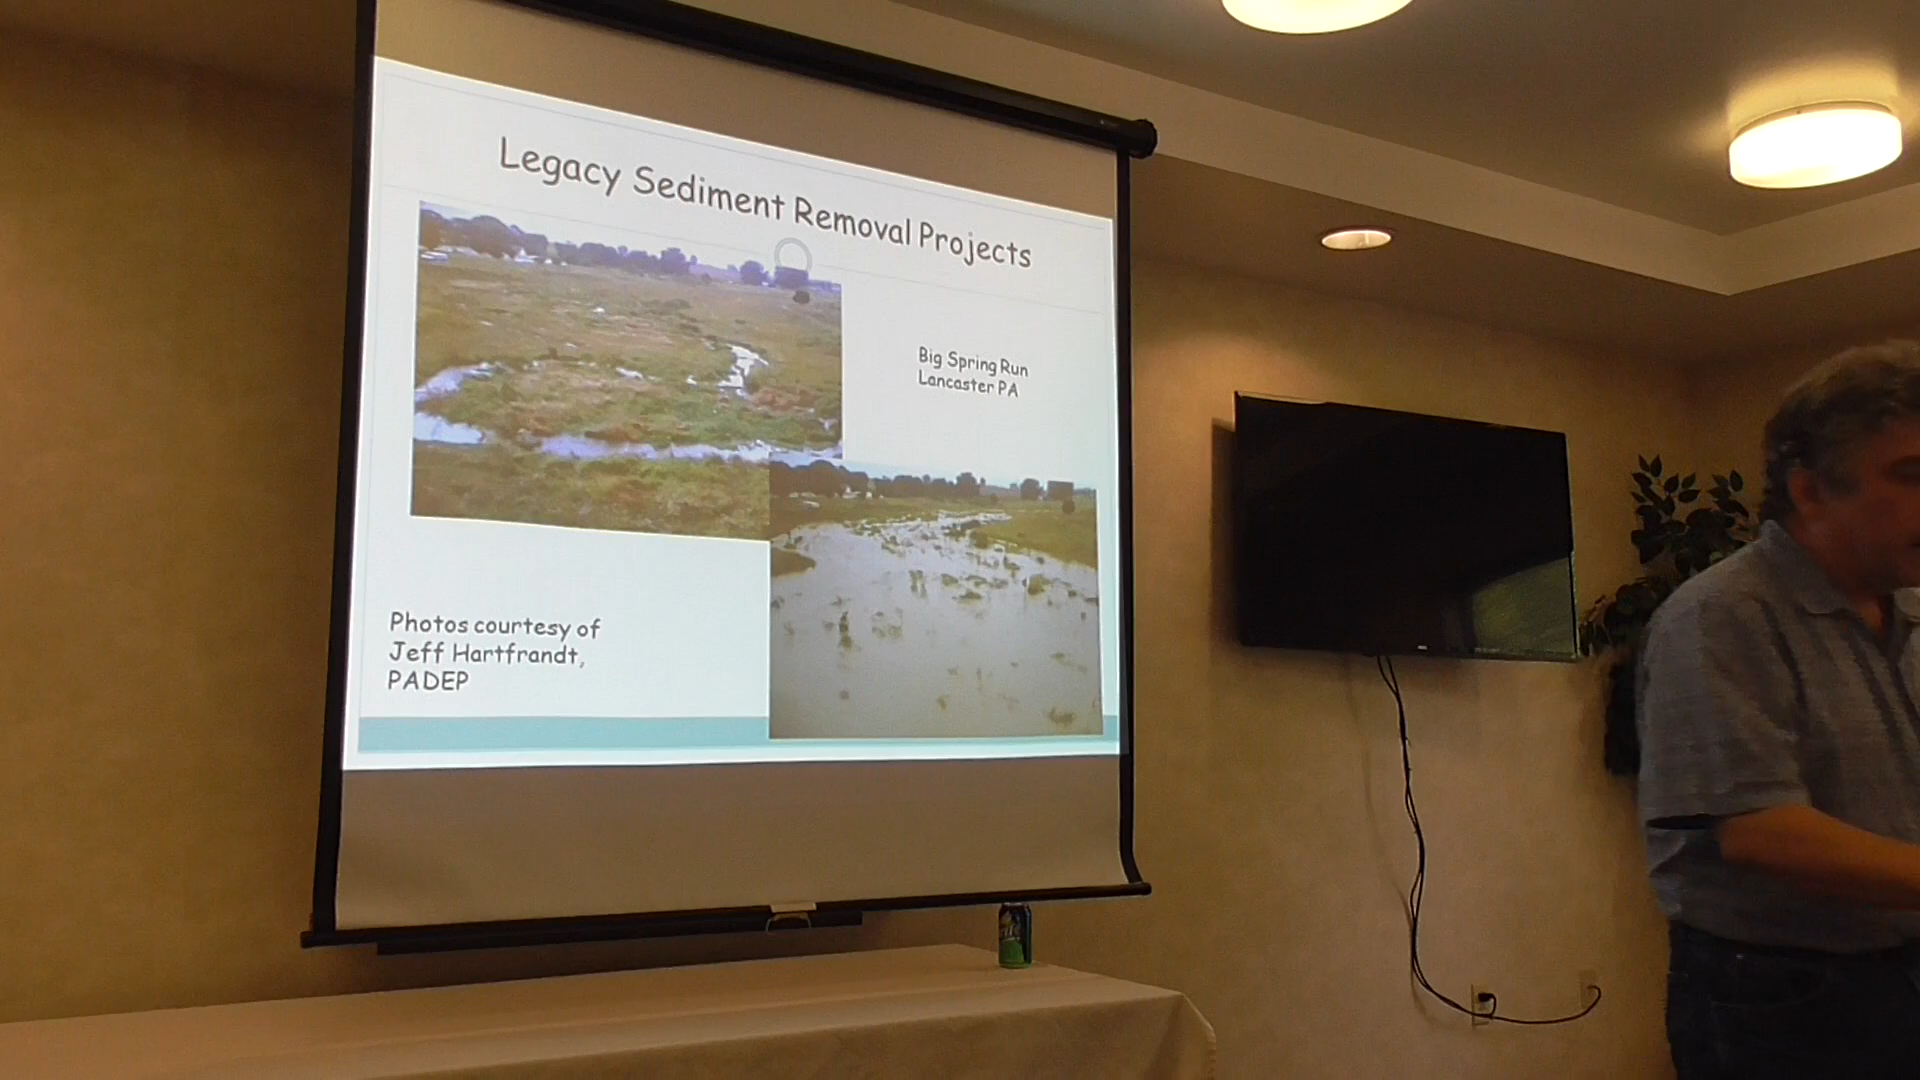 Legacy Sediment Removal Projects
Big Spring Run
Lancaster PA
Photos courtesy of
Jeff Hartfrandt,
PADEP